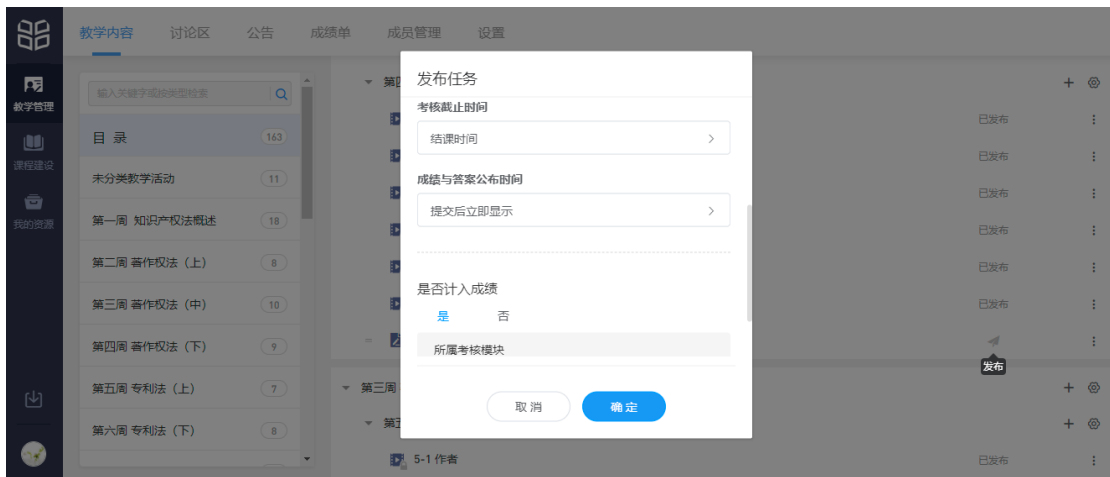 教学内容 讨论区 公告 成绩单 成员管理 设置
教学管理
课程建设
我的资源
输入关键字或按类型检索
目 录 163
未分类教学活动 11
第一周 知识产权法概述 18
第二周 著作权法（上） 8
第三周 著作权法（中） 10
第四周 著作权法（下） 9
第五周 专利法（上） 7
第六周 专利法（下） 8
发布任务
考核截止时间
结课时间
成绩与答案公布时间
提交后立即显示
是否计入成绩
是 否
所属考核模块
取 消 确 定
已发布
已发布
已发布
已发布
已发布
已发布
发布
第三周
5-1 作者 已发布